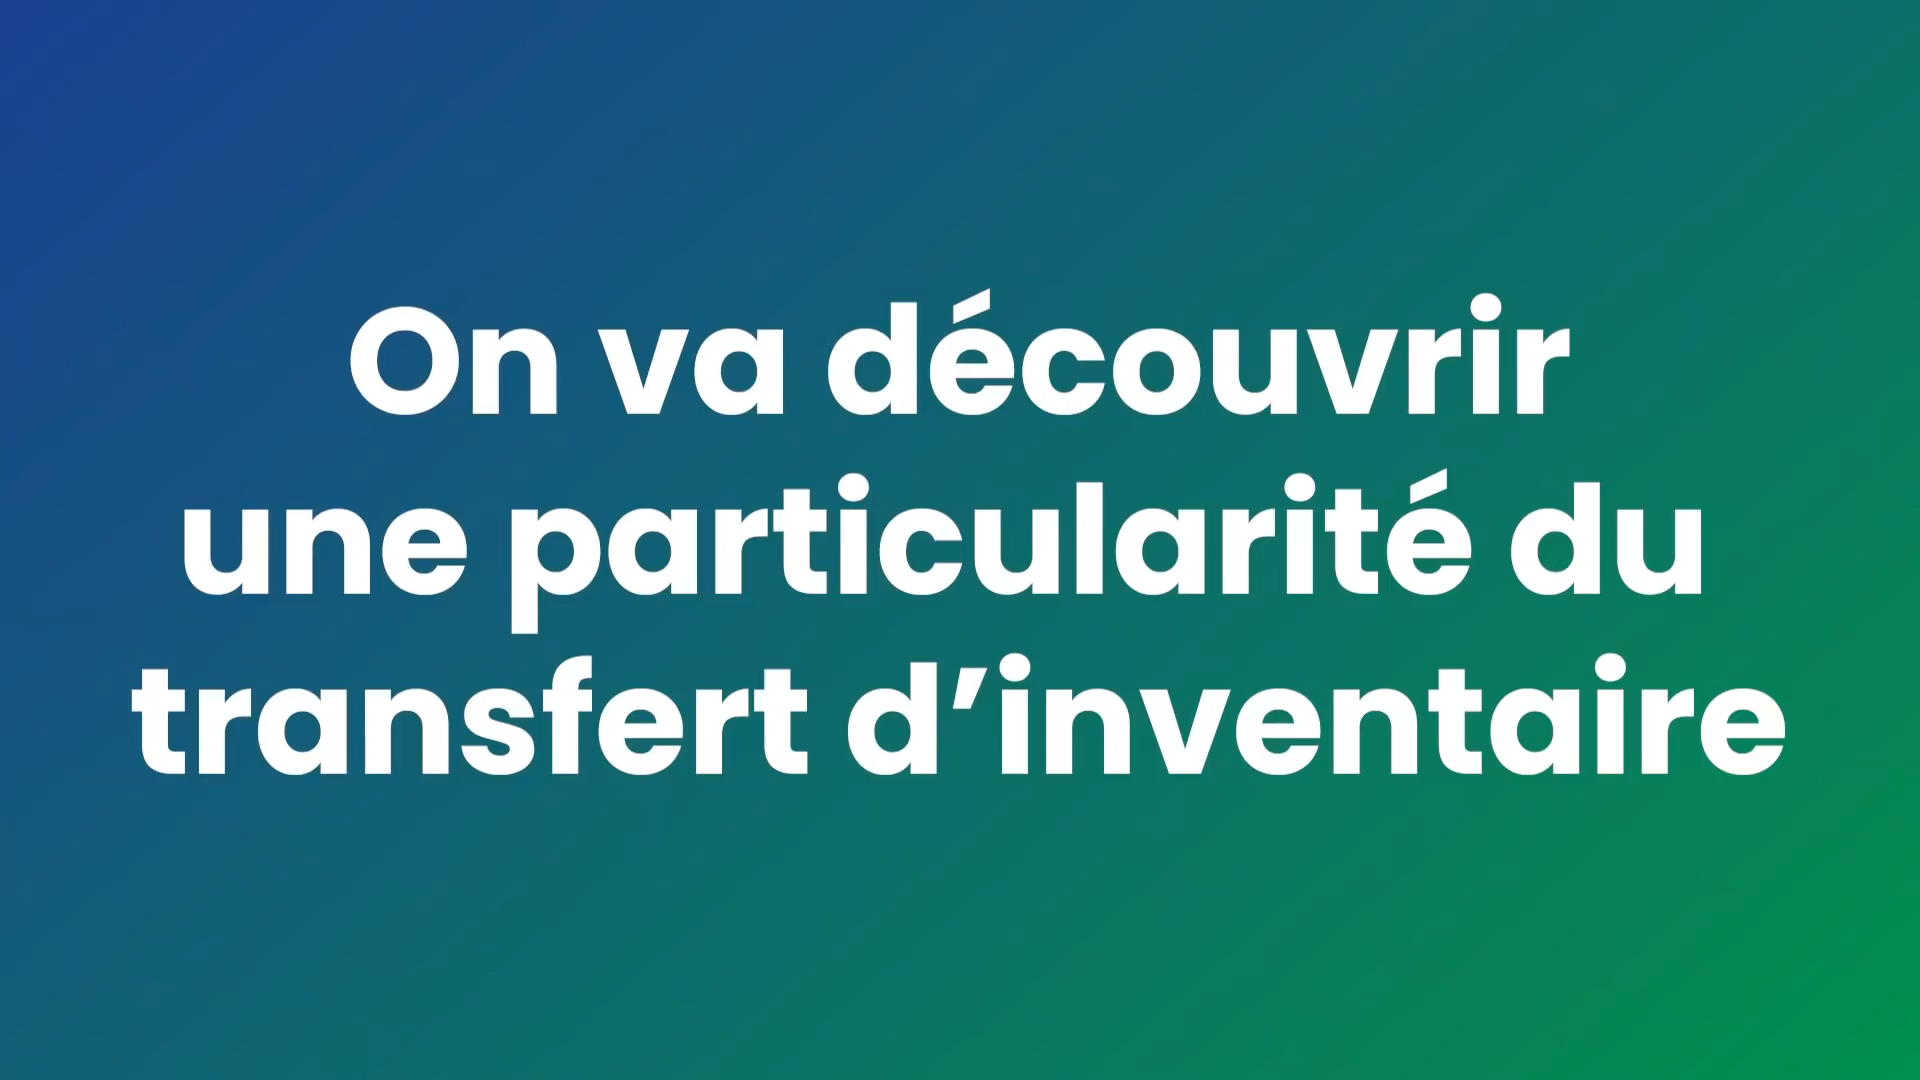 On va découvrir
une particularité du
transfert d’inventaire